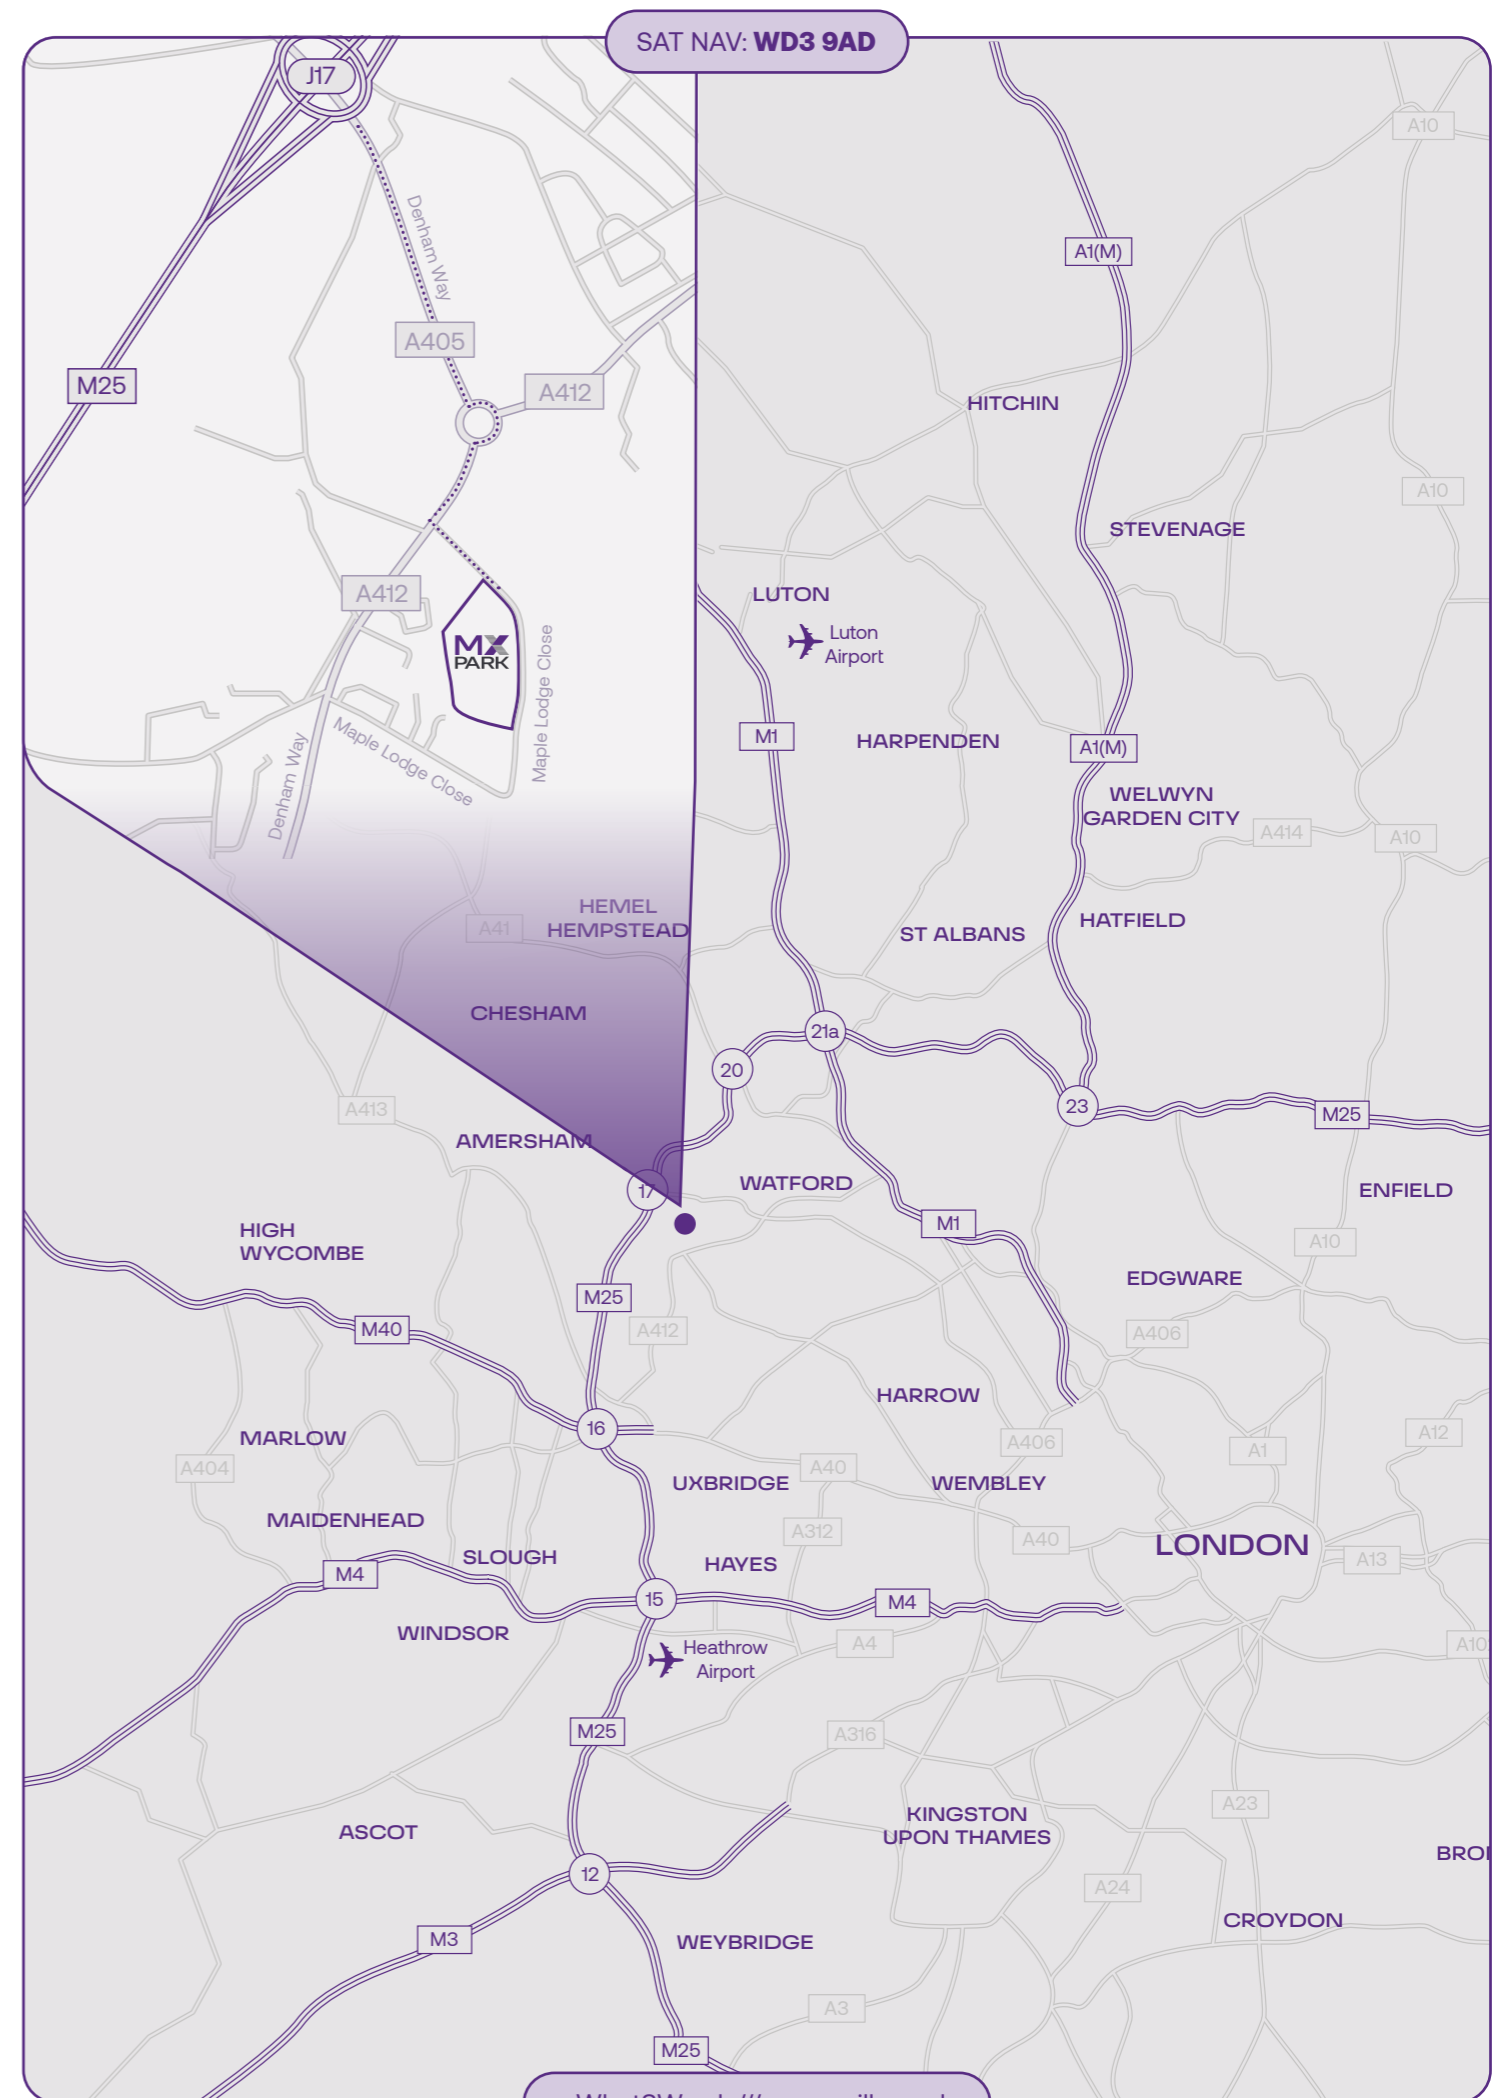 SAT NAV: WD3 9AD
J17
A10
Denham Way
A1(M)
A405
M25
A412
HITCHIN
A10
STEVENAGE
A412
LUTON
Luton
Airport
MX
PARK
Maple Lodge Close
M1
HARPENDEN
A1(M)
Maple Lodge Close
Denham Way
WELWYN
GARDEN CITY
A414
A10
HEMEL
HEMPSTEAD
A41
ST ALBANS
HATFIELD
CHESHAM
21a
20
A413
23
M25
AMERSHAM
17
WATFORD
ENFIELD
HIGH
WYCOMBE
M1
A10
EDGWARE
M25
M40
A412
A406
HARROW
16
MARLOW
A404
A406
A1
A12
A40
UXBRIDGE
WEMBLEY
MAIDENHEAD
A312
A40
LONDON
SLOUGH
HAYES
A13
M4
15
M4
WINDSOR
Heathrow
Airport
A4
A10
M25
A316
A23
ASCOT
KINGSTON
UPON THAMES
12
A24
CROYDON
M3
WEYBRIDGE
A3
M25